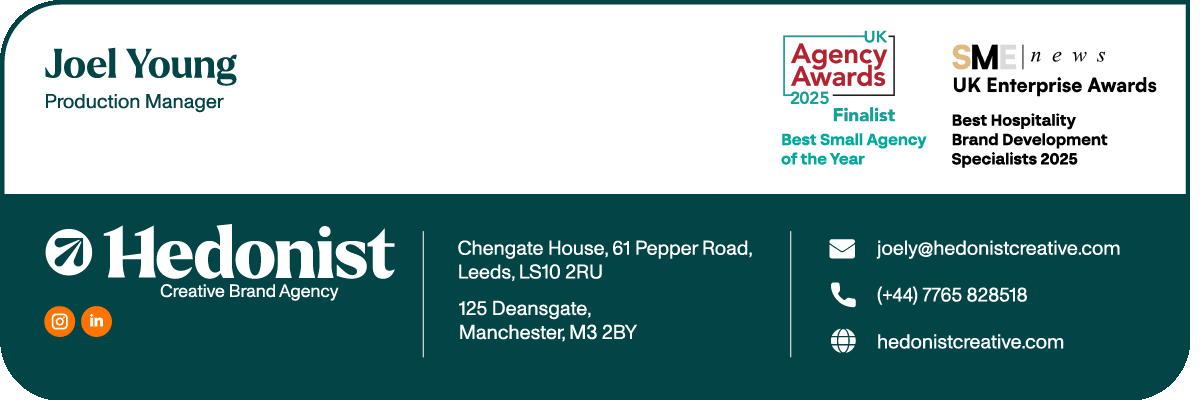 Joel Young
Production Manager
UK
Agency
Awards
2025
Finalist
Best Small Agency
of the Year
SME news
UK Enterprise Awards
Best Hospitality
Brand Development
Specialists 2025
Hedonist
Creative Brand Agency
in
Chengate House, 61 Pepper Road,
Leeds, LS10 2RU
125 Deansgate,
Manchester, M3 2BY
joely@hedonistcreative.com
(+44) 7765 828518
hedonistcreative.com